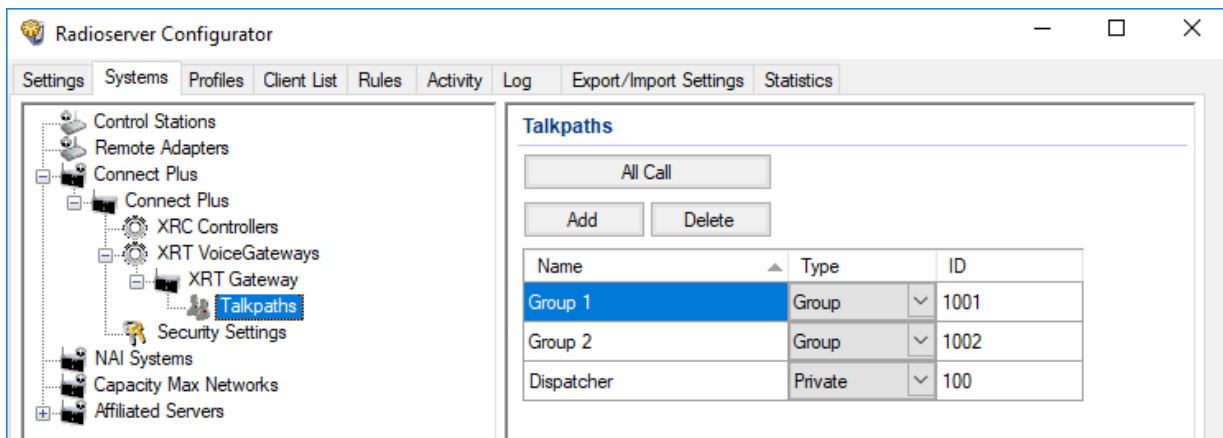 Radioserver Configurator
Settings Systems Profiles Client List Rules Activity Log Export/Import Settings Statistics
Control Stations
Remote Adapters
Connect Plus
Connect Plus
XRC Controllers
XRT VoiceGateways
XRT Gateway
Talkpaths
Security Settings
NAI Systems
Capacity Max Networks
Affiliated Servers
Talkpaths
All Call
Add Delete
Name Type ID
Group 1 Group 1001
Group 2 Group 1002
Dispatcher Private 100